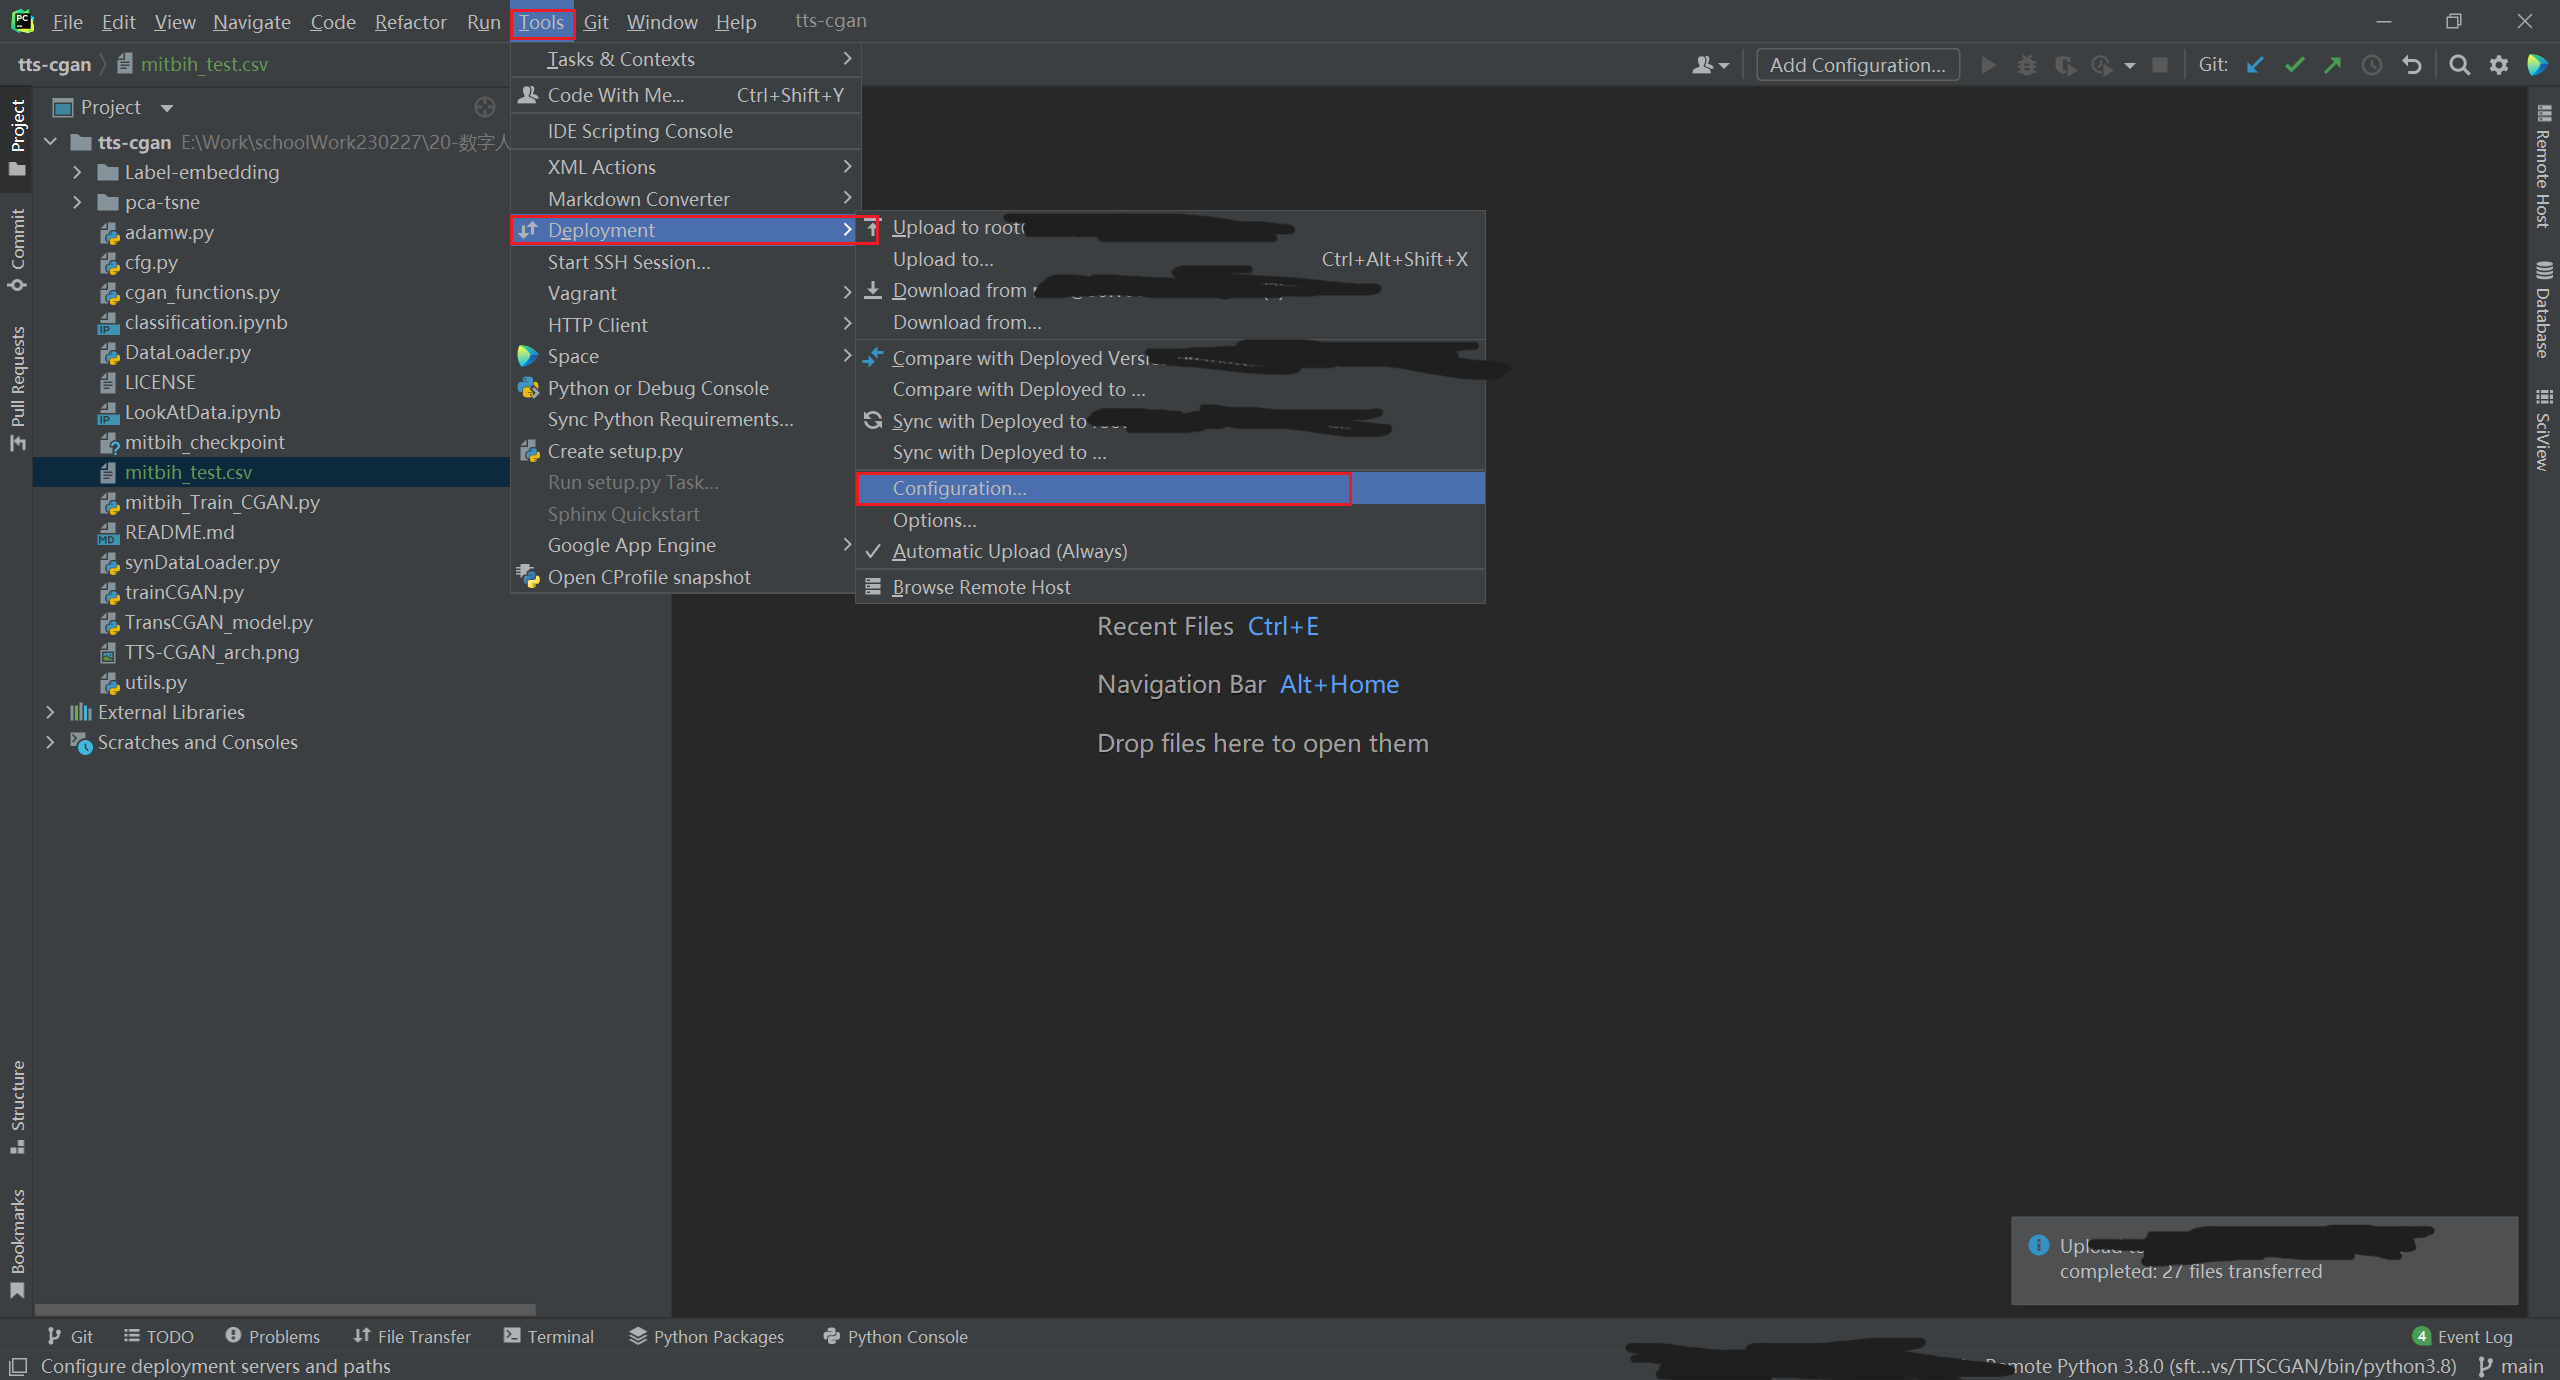 File Edit View Navigate Code Refactor Run Tools Git Window Help tts-cgan
tts-cgan mitbih_test.csv
Add Configuration... Git:
Project
tts-cgan E:\Work\schoolWork230227\20-数字人
Label-embedding
pca-tsne
adamw.py
cfg.py
cgan_functions.py
classification.ipynb
DataLoader.py
LICENSE
LookAtData.ipynb
mitbih_checkpoint
mitbih_test.csv
mitbih_Train_CGAN.py
README.md
synDataLoader.py
trainCGAN.py
TransCGAN_model.py
TTS-CGAN_arch.png
utils.py
External Libraries
Scratches and Consoles
Project
Commit
Pull Requests
Structure
Bookmarks
Tasks & Contexts
Code With Me... Ctrl+Shift+Y
IDE Scripting Console
XML Actions
Markdown Converter
Deployment
Start SSH Session...
Vagrant
HTTP Client
Space
Python or Debug Console
Sync Python Requirements...
Create setup.py
Run setup.py Task...
Sphinx Quickstart
Google App Engine
Open CProfile snapshot
Upload to root
Upload to... Ctrl+Alt+Shift+X
Download from
Download from...
Compare with Deployed
Compare with Deployed to ...
Sync with Deployed to
Sync with Deployed to ...
Configuration...
Options...
Automatic Upload (Always)
Browse Remote Host
Recent Files Ctrl+E
Navigation Bar Alt+Home
Drop files here to open them
Remote Host
Database
SciView
completed: 27 files transferred
Git TODO Problems File Transfer Terminal Python Packages Python Console 4 Event Log
Configure deployment servers and paths Python 3.8.0 (sft...vs/TTSCGAN/bin/python3.8) main